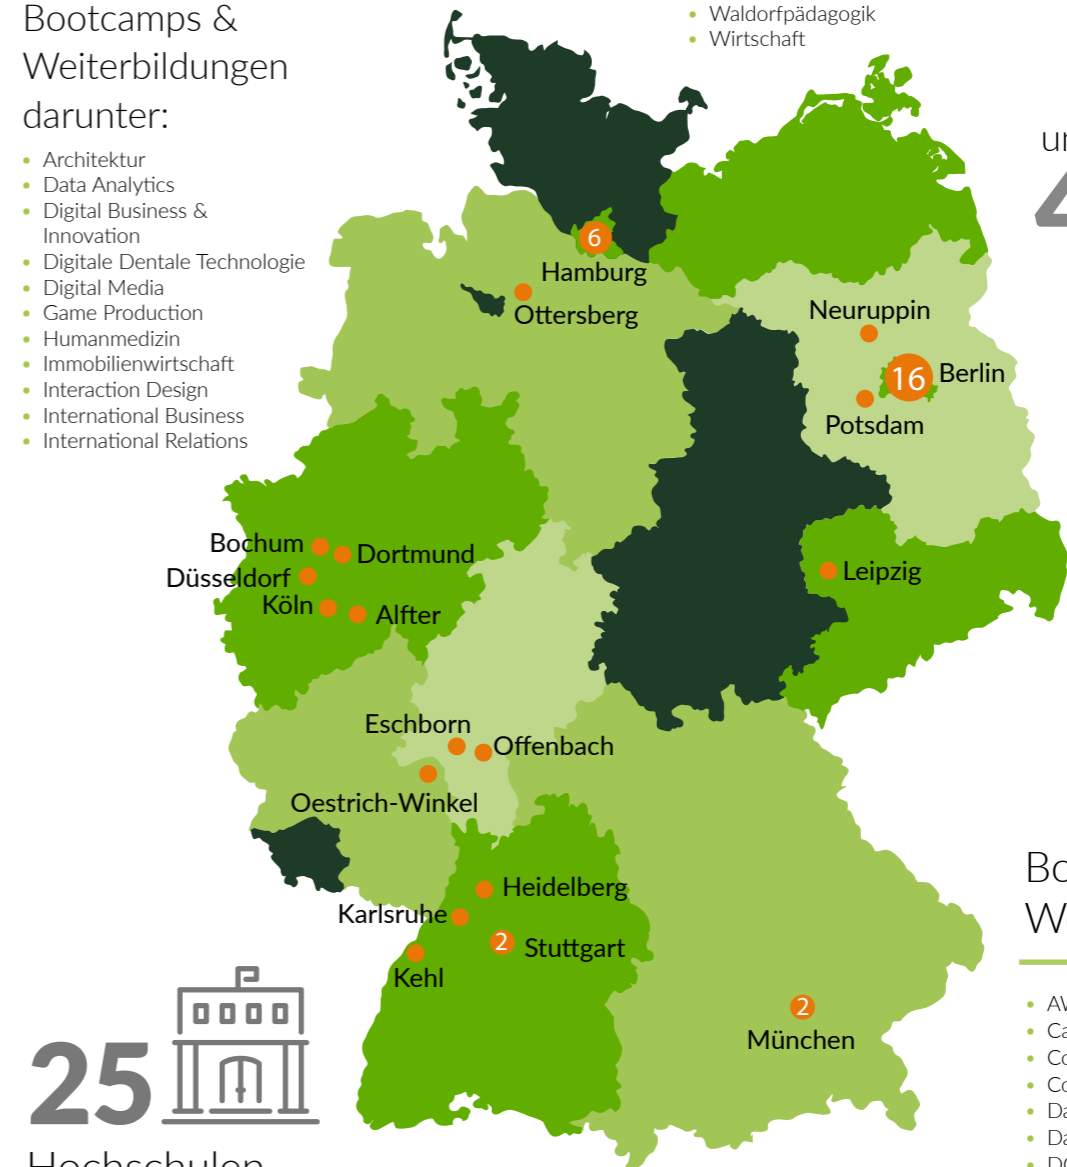 Bootcamps &
Weiterbildungen
darunter:
• Architektur
• Data Analytics
• Digital Business &
Innovation
• Digitale Dentale Technologie
• Digital Media
• Game Production
• Humanmedizin
• Immobilienwirtschaft
• Interaction Design
• International Business
• International Relations
• Waldorfpädagogik
• Wirtschaft
6
Hamburg
Ottersberg
Neuruppin
16 Berlin
Potsdam
Bochum
Dortmund
Düsseldorf
Köln
Alfter
Leipzig
Eschborn
Offenbach
Oestrich-Winkel
Heidelberg
Karlsruhe
2 Stuttgart
Kehl
2
München
25
Hochschulen